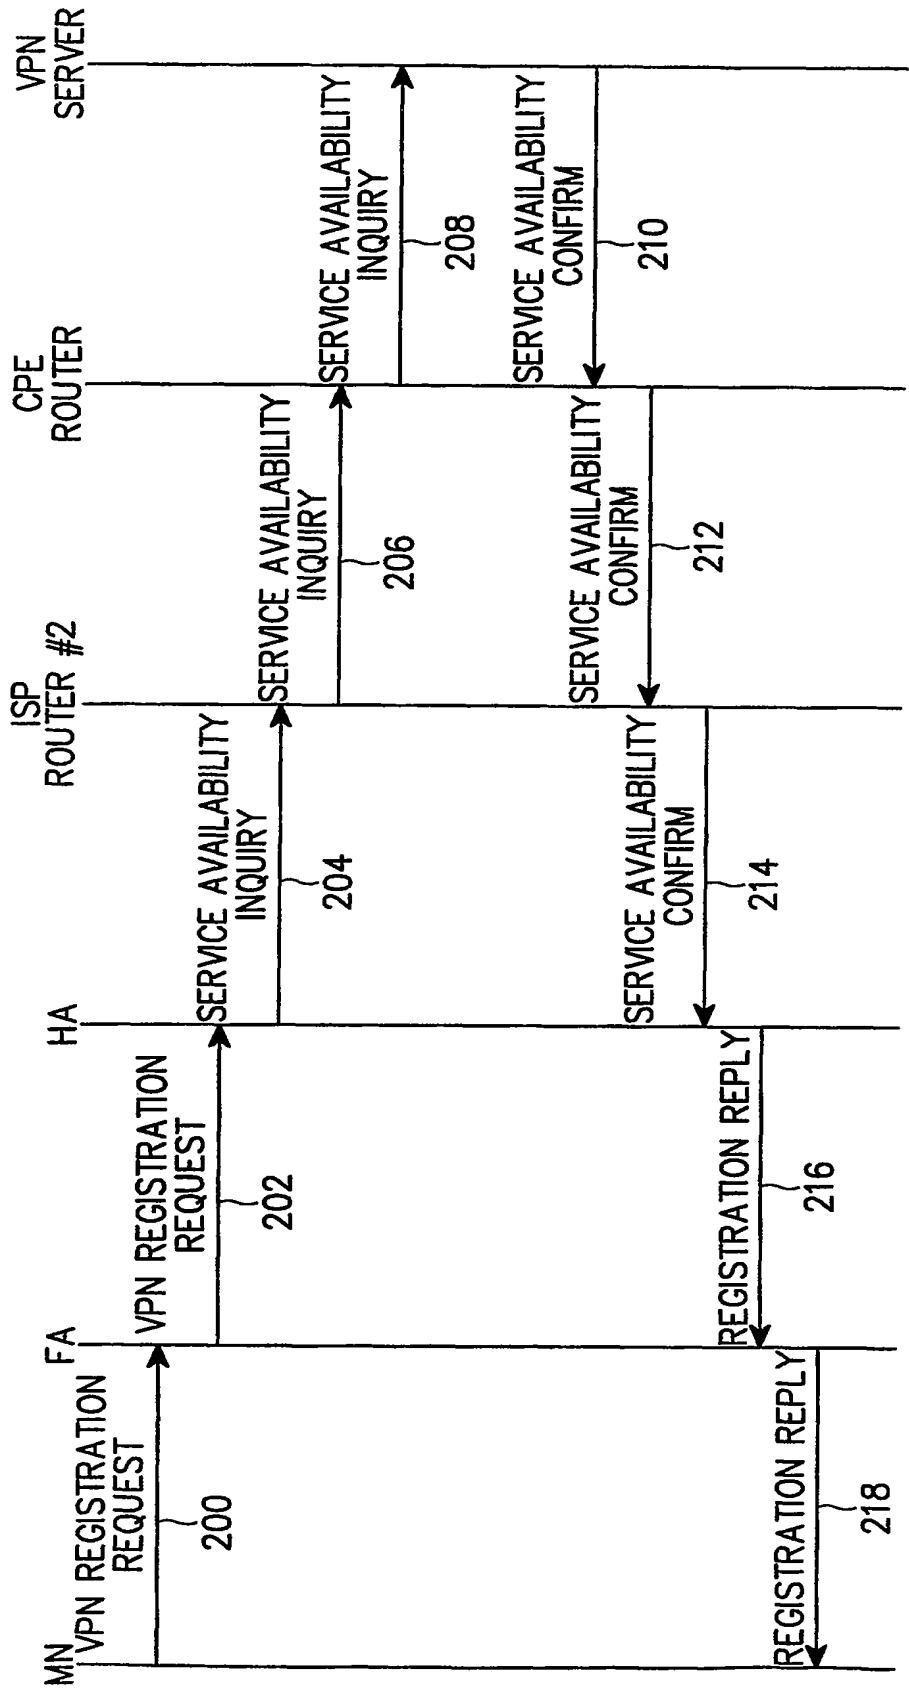 MN
FA
HA
ISP
ROUTER #2
CPE
ROUTER
VPN
SERVER
VPN REGISTRATION
REQUEST
200
VPN REGISTRATION
REQUEST
202
SERVICE AVAILABILITY
INQUIRY
204
SERVICE AVAILABILITY
INQUIRY
206
SERVICE AVAILABILITY
INQUIRY
208
SERVICE AVAILABILITY
CONFIRM
210
SERVICE AVAILABILITY
CONFIRM
212
SERVICE AVAILABILITY
CONFIRM
214
REGISTRATION REPLY
216
REGISTRATION REPLY
218